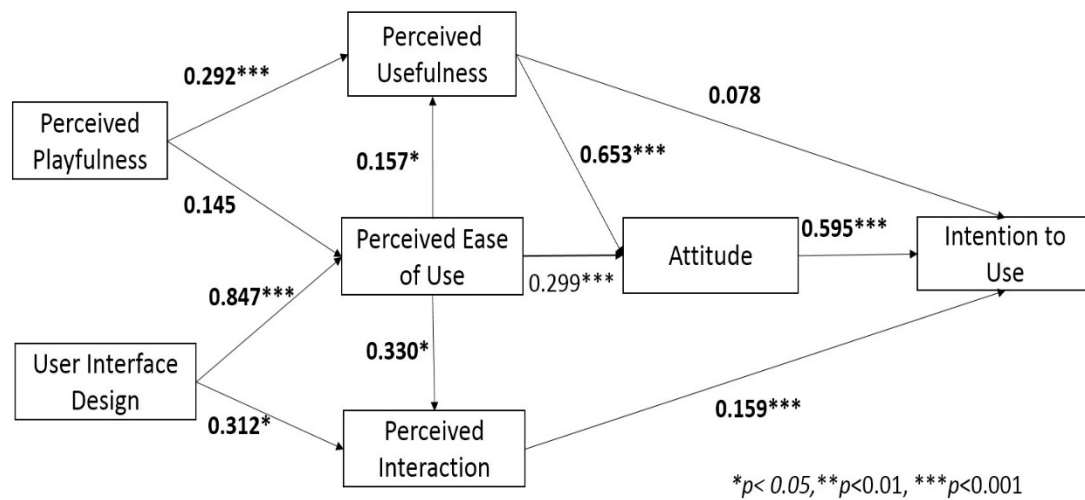 Perceived
Usefulness
0.292***
0.078
Perceived
Playfulness
0.157*
0.653***
0.145
Perceived Ease
of Use
Attitude
0.595***
Intention to
Use
0.299***
0.847***
0.330*
User Interface
Design
0.312*
0.159***
Perceived
Interaction
*p< 0.05,**p<0.01, ***p<0.001